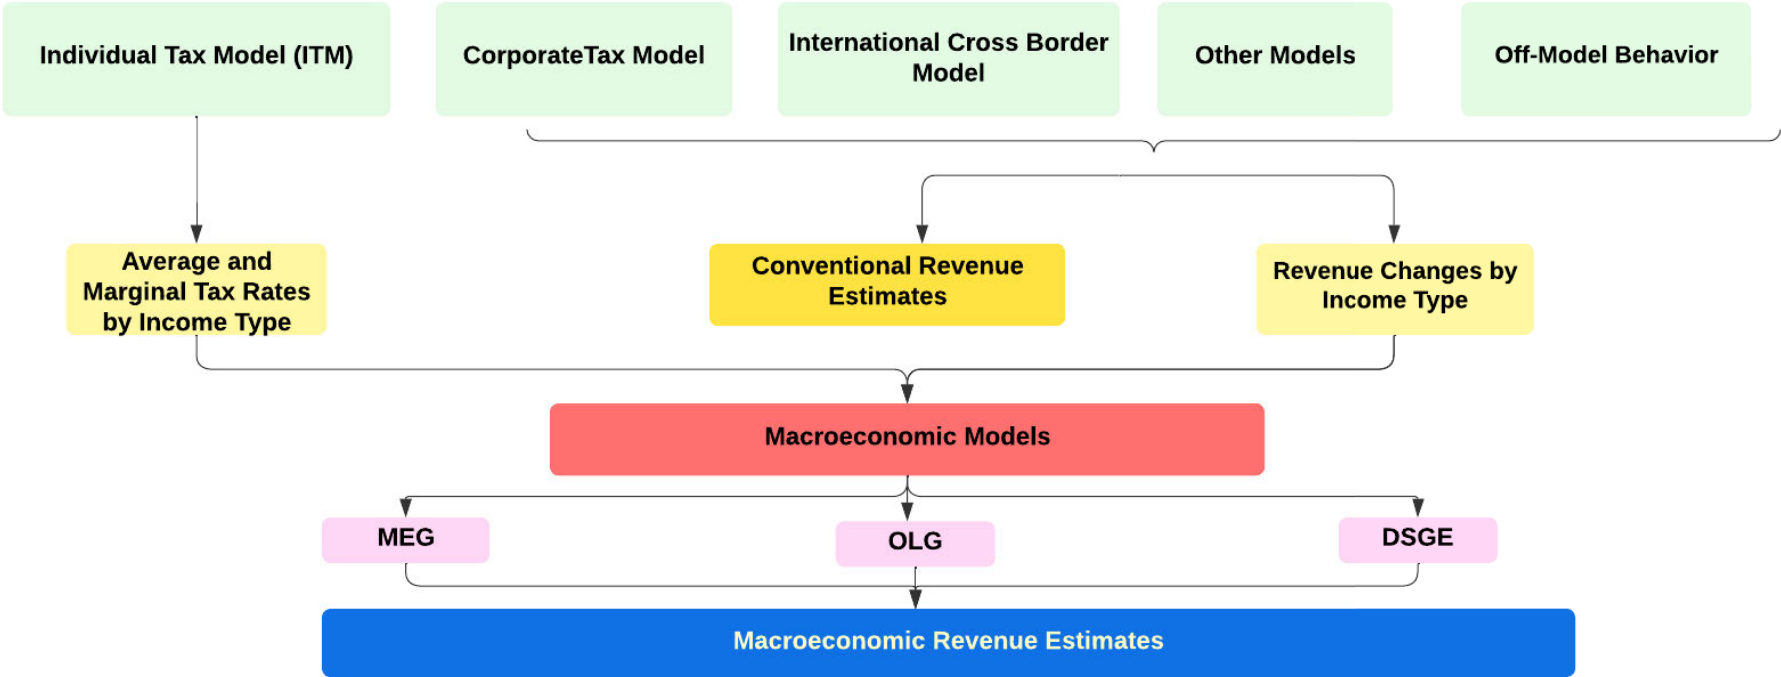 Individual Tax Model (ITM)
CorporateTax Model
International Cross Border
Model
Other Models
Off-Model Behavior
Average and
Marginal Tax Rates
by Income Type
Conventional Revenue
Estimates
Revenue Changes by
Income Type
Macroeconomic Models
MEG
OLG
DSGE
Macroeconomic Revenue Estimates